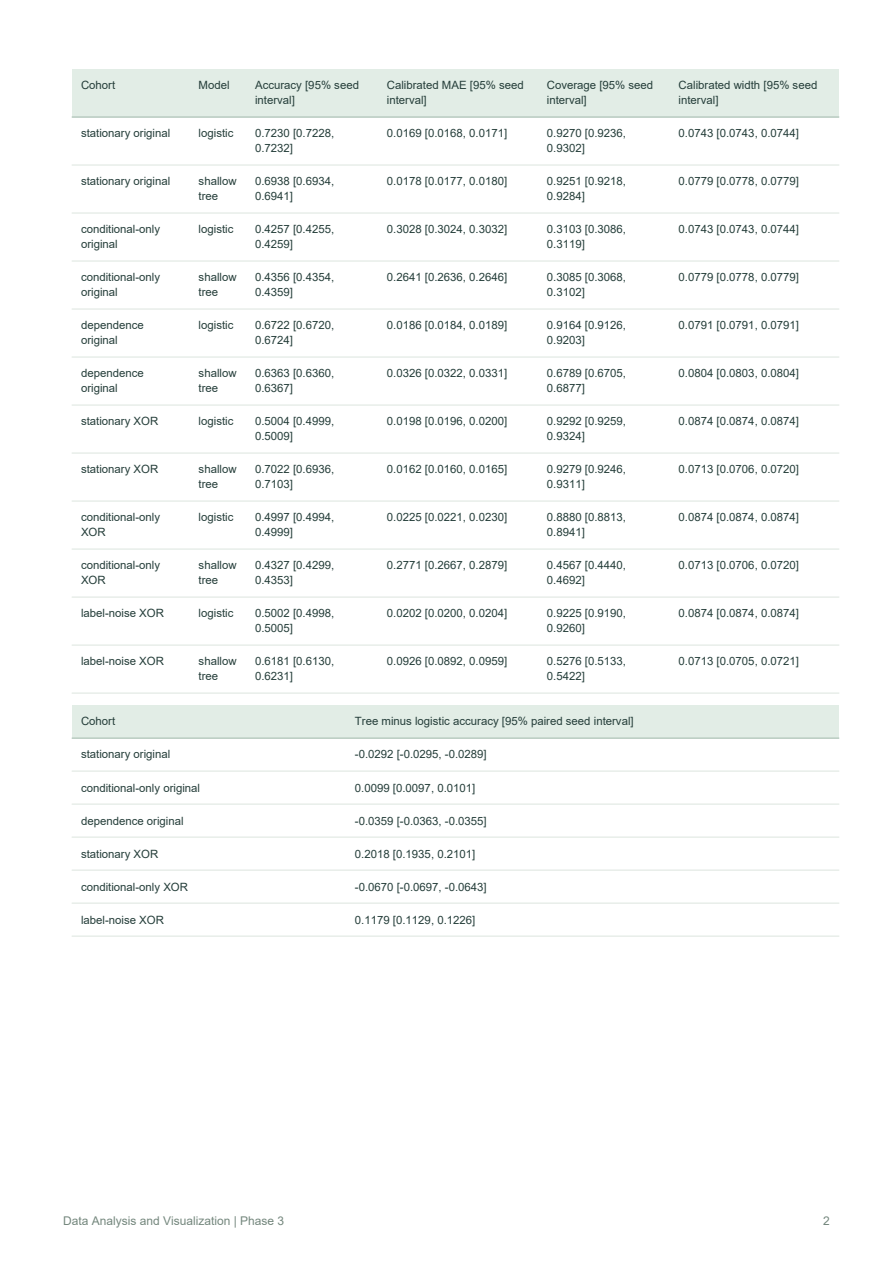 Cohort Model Accuracy [95% seed Calibrated MAE [95% seed Coverage [95% seed Calibrated width [95% seed
interval] interval] interval] interval]
stationary original logistic 0.7230 [0.7228, 0.0169 [0.0168, 0.0171] 0.9270 [0.9236, 0.0743 [0.0743, 0.0744]
0.7232] 0.9302]
stationary original shallow 0.6938 [0.6934, 0.0178 [0.0177, 0.0180] 0.9251 [0.9218, 0.0779 [0.0778, 0.0779]
tree 0.6941] 0.9284]
conditional-only logistic 0.4257 [0.4255, 0.3028 [0.3024, 0.3032] 0.3103 [0.3086, 0.0743 [0.0743, 0.0744]
original 0.4259] 0.3119]
conditional-only shallow 0.4356 [0.4354, 0.2641 [0.2636, 0.2646] 0.3085 [0.3068, 0.0779 [0.0778, 0.0779]
original tree 0.4359] 0.3102]
dependence logistic 0.6722 [0.6720, 0.0186 [0.0184, 0.0189] 0.9164 [0.9126, 0.0791 [0.0791, 0.0791]
original 0.6724] 0.9203]
dependence shallow 0.6363 [0.6360, 0.0326 [0.0322, 0.0331] 0.6789 [0.6705, 0.0804 [0.0803, 0.0804]
original tree 0.6367] 0.6877]
stationary XOR logistic 0.5004 [0.4999, 0.0198 [0.0196, 0.0200] 0.9292 [0.9259, 0.0874 [0.0874, 0.0874]
0.5009] 0.9324]
stationary XOR shallow 0.7022 [0.6936, 0.0162 [0.0160, 0.0165] 0.9279 [0.9246, 0.0713 [0.0706, 0.0720]
tree 0.7103] 0.9311]
conditional-only logistic 0.4997 [0.4994, 0.0225 [0.0221, 0.0230] 0.8880 [0.8813, 0.0874 [0.0874, 0.0874]
XOR 0.4999] 0.8941]
conditional-only shallow 0.4327 [0.4299, 0.2771 [0.2667, 0.2879] 0.4567 [0.4440, 0.0713 [0.0706, 0.0720]
XOR tree 0.4353] 0.4692]
label-noise XOR logistic 0.5002 [0.4998, 0.0202 [0.0200, 0.0204] 0.9225 [0.9190, 0.0874 [0.0874, 0.0874]
0.5005] 0.9260]
label-noise XOR shallow 0.6181 [0.6130, 0.0926 [0.0892, 0.0959] 0.5276 [0.5133, 0.0713 [0.0705, 0.0721]
tree 0.6231] 0.5422]
Cohort Tree minus logistic accuracy [95% paired seed interval]
stationary original -0.0292 [-0.0295, -0.0289]
conditional-only original 0.0099 [0.0097, 0.0101]
dependence original -0.0359 [-0.0363, -0.0355]
stationary XOR 0.2018 [0.1935, 0.2101]
conditional-only XOR -0.0670 [-0.0697, -0.0643]
label-noise XOR 0.1179 [0.1129, 0.1226]
Data Analysis and Visualization | Phase 3 2